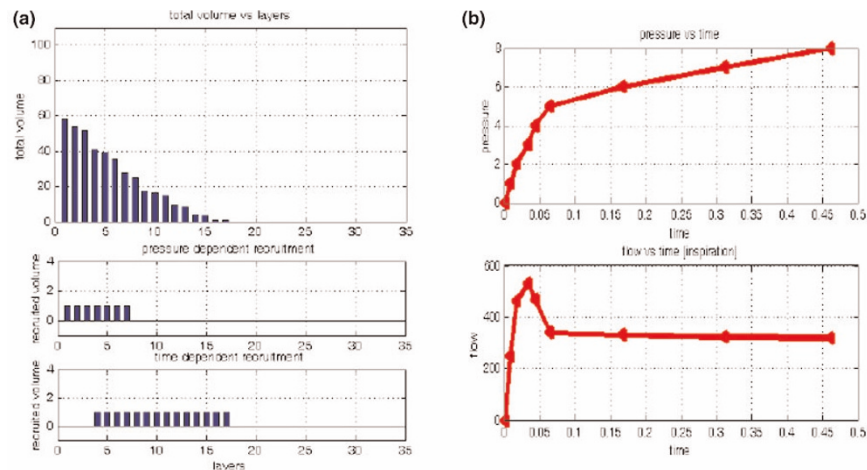 (a)
total volume vs layers
total volume
100
80
60
40
20
0
0 5 10 15 20 25 30 35
pressure dependent recruitment
recruited volume
4
2
0
0 5 10 15 20 25 30 35
time dependent recruitment
recruited volume
4
2
0
0 5 10 15 20 25 30 35
layers
(b)
pressure vs time
pressure
8
6
4
2
0
0 0.05 0.1 0.15 0.2 0.25 0.3 0.35 0.4 0.45 0.5
time
flow vs time [inspiration]
flow
600
400
200
0
0 0.05 0.1 0.15 0.2 0.25 0.3 0.35 0.4 0.45 0.5
time